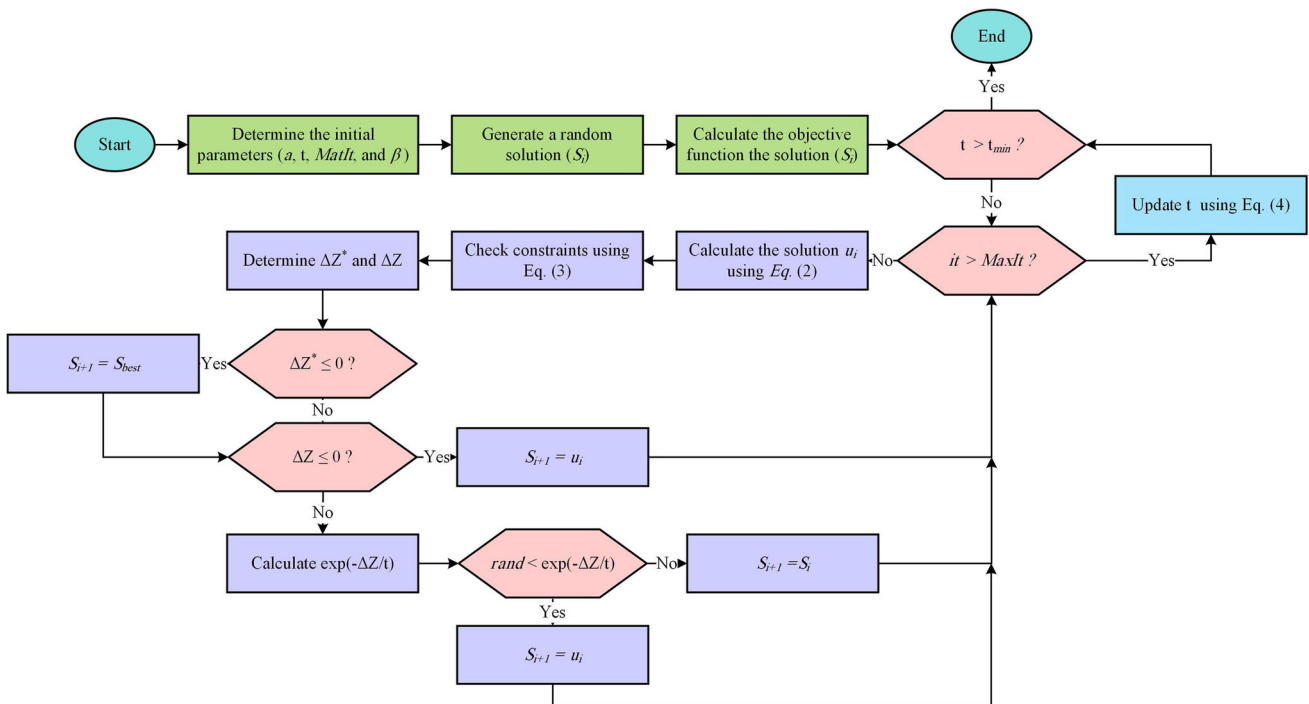 End
Yes
Start
Determine the initial
parameters (a, t, MatIt, and β)
Generate a random
solution (Si)
Calculate the objective
function the solution (Si)
t > tmin ?
No
Update t using Eq. (4)
Determine ΔZ* and ΔZ
Check constraints using
Eq. (3)
Calculate the solution ui
using Eq. (2)
No
it > MaxIt ?
Yes
Si+1 = Sbest
Yes
ΔZ* ≤ 0 ?
No
ΔZ ≤ 0 ?
Yes
Si+1 = ui
No
Calculate exp(-ΔZ/t)
rand < exp(-ΔZ/t)
No
Si+1 =Si
Yes
Si+1 = ui